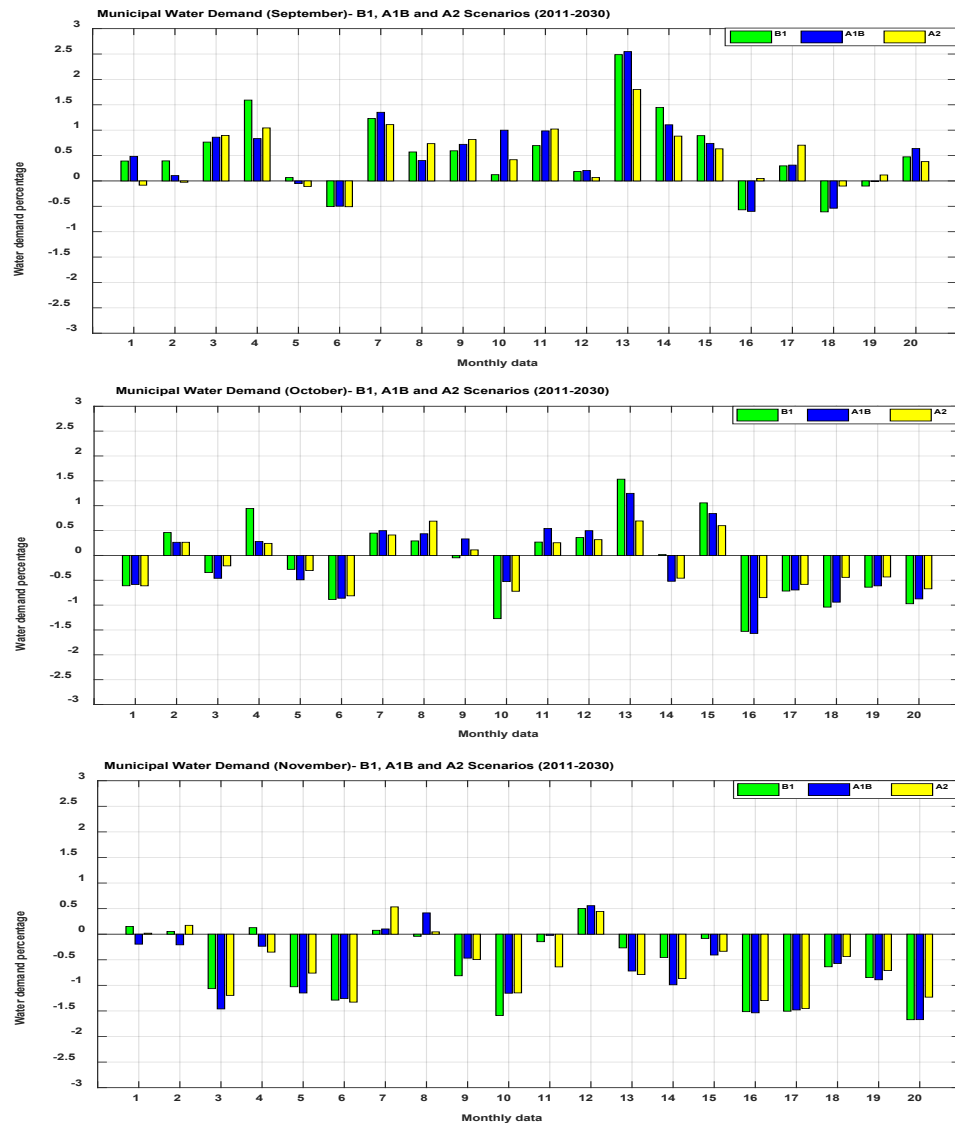 Municipal Water Demand (September)- B1, A1B and A2 Scenarios (2011-2030)
B1 A1B A2
3
2.5
2
1.5
1
0.5
0
-0.5
-1
-1.5
-2
-2.5
-3
Water demand percentage
1 2 3 4 5 6 7 8 9 10 11 12 13 14 15 16 17 18 19 20
Monthly data
Municipal Water Demand (October)- B1, A1B and A2 Scenarios (2011-2030)
B1 A1B A2
3
2.5
2
1.5
1
0.5
0
-0.5
-1
-1.5
-2
-2.5
-3
Water demand percentage
1 2 3 4 5 6 7 8 9 10 11 12 13 14 15 16 17 18 19 20
Monthly data
Municipal Water Demand (November)- B1, A1B and A2 Scenarios (2011-2030)
B1 A1B A2
3
2.5
2
1.5
1
0.5
0
-0.5
-1
-1.5
-2
-2.5
-3
Water demand percentage
1 2 3 4 5 6 7 8 9 10 11 12 13 14 15 16 17 18 19 20
Monthly data